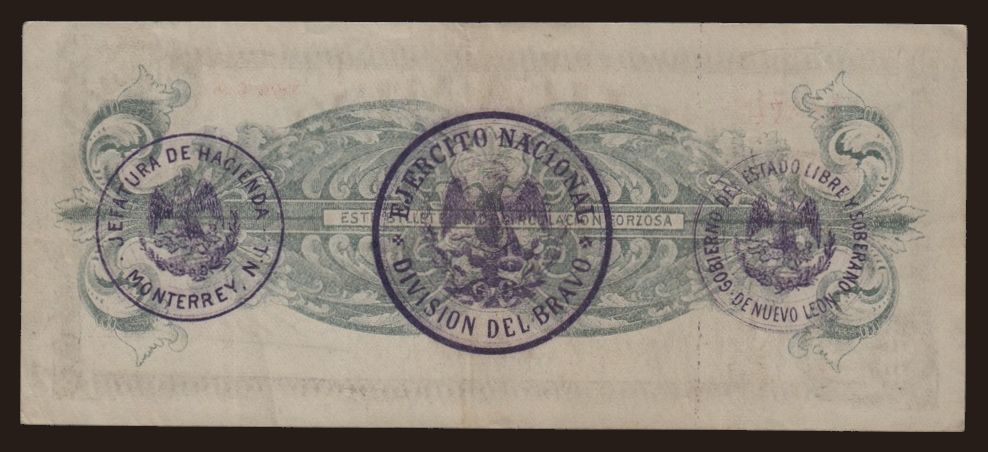 JEFATURA DE HACIENDA
MONTERREY, N.L.
EJERCITO NACIONAL
DIVISION DEL BRAVO
GOBIERNO DEL ESTADO LIBRE Y SOBERANO
DE NUEVO LEON